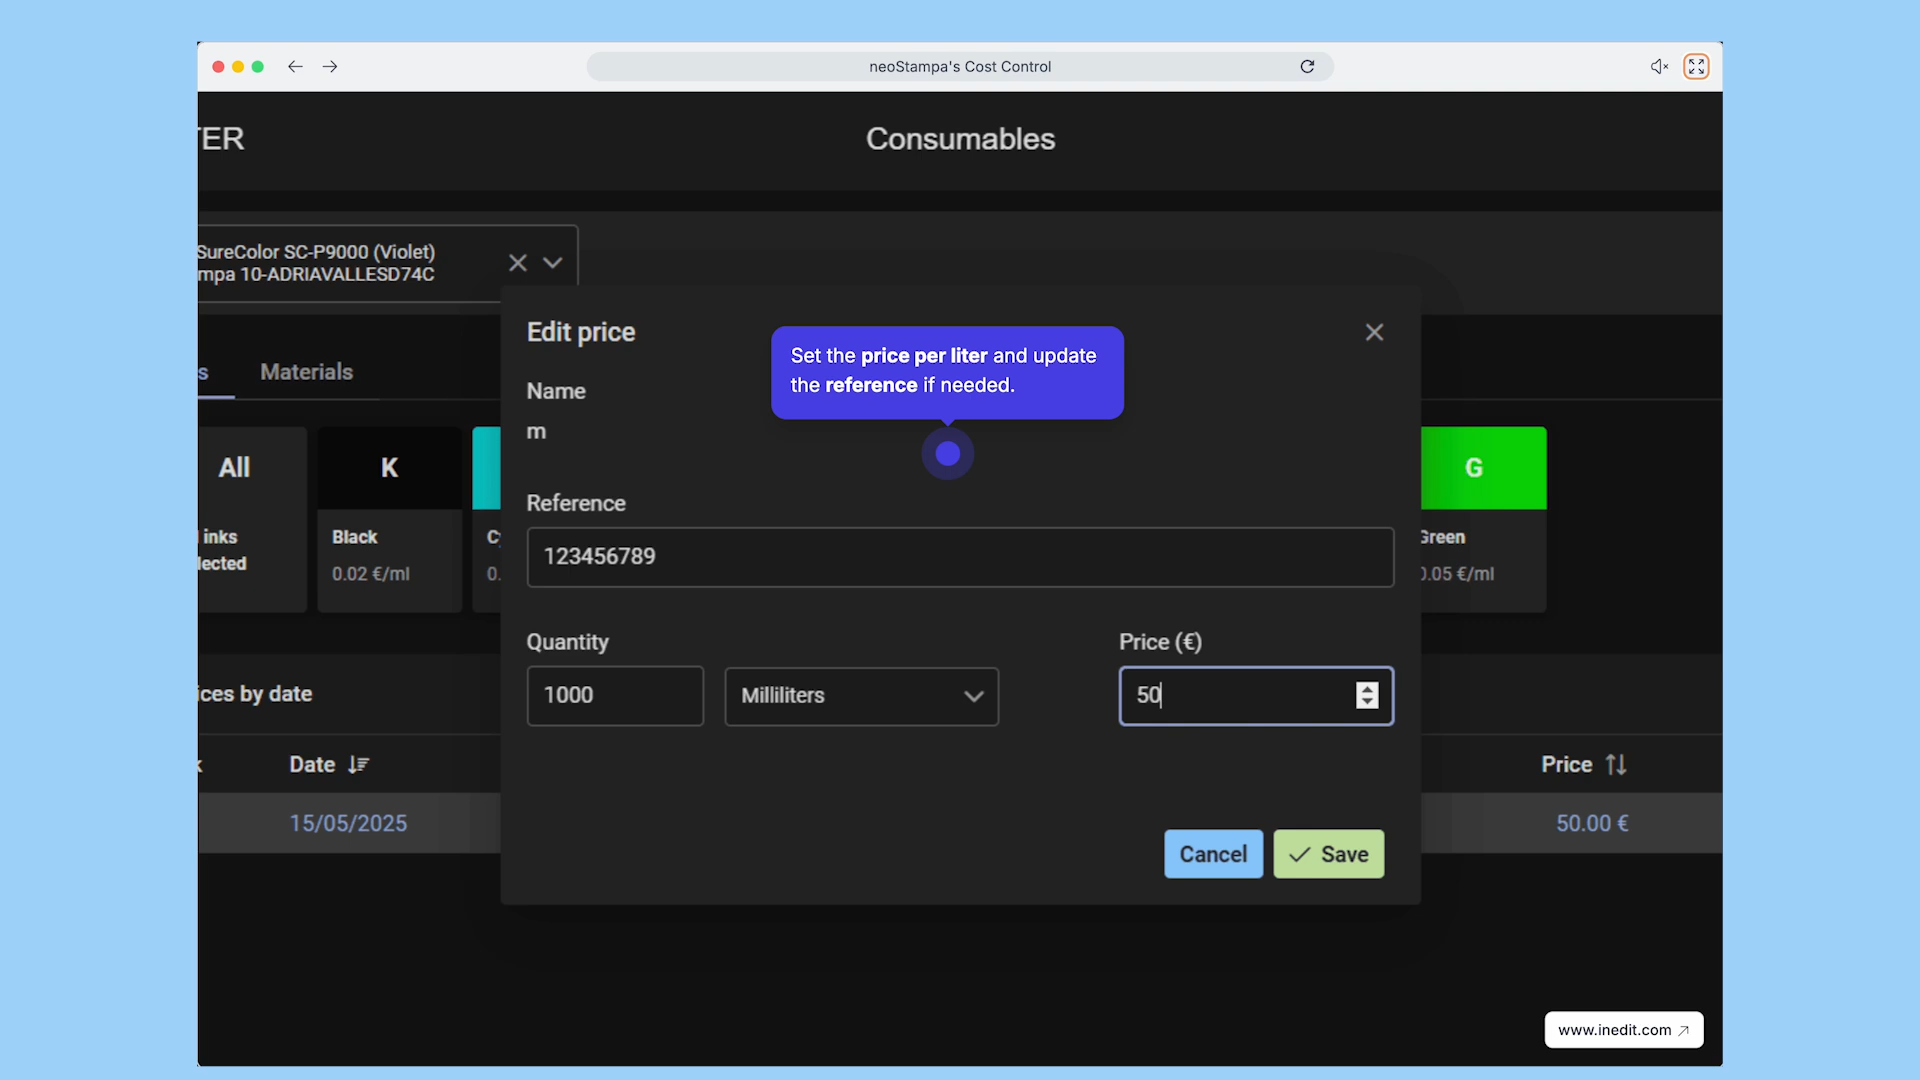 neoStampa's Cost Control
TER
Consumables
SureColor SC-P9000 (Violet)
mpa 10-ADRIAVALLESD74C
Edit price
Set the price per liter and update
the reference if needed.
s
Materials
Name
m
All
K
G
Reference
inks
lected
Black
0.02 €/ml
C
0.
123456789
Green
0.05 €/ml
Quantity
Price (€)
1000
Milliliters
50
ices by date
k
Date
Price
15/05/2025
50.00 €
Cancel
Save
www.inedit.com